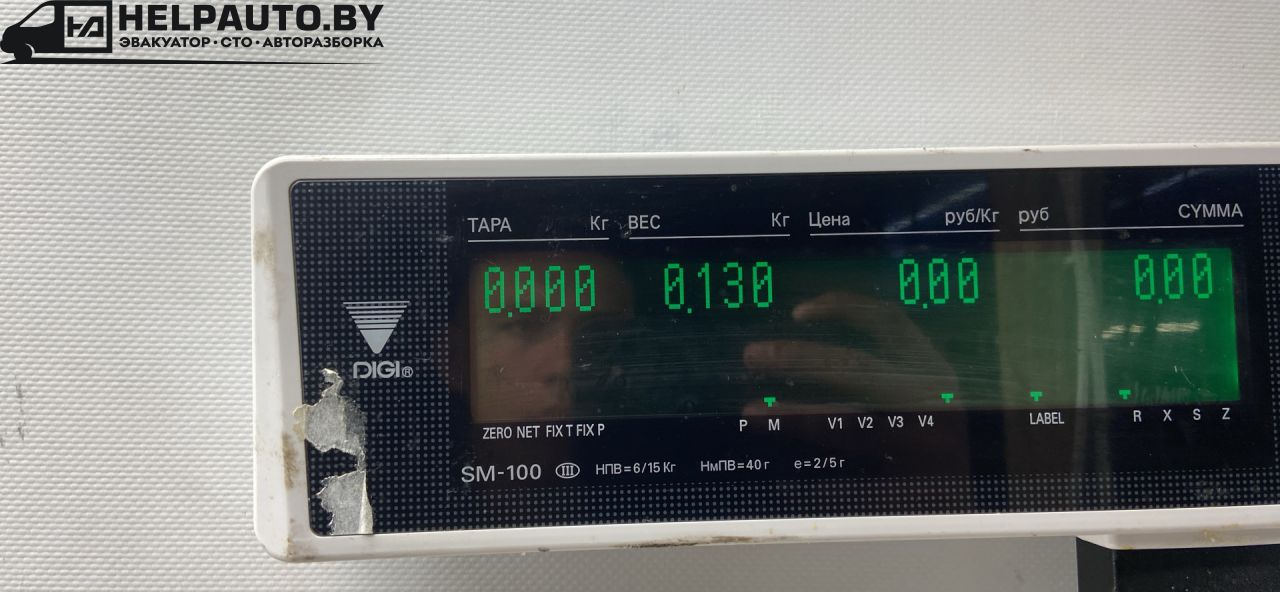 HELPAUTO.BY
ЭВАКУАТОР · СТО · АВТОРАЗБОРКА
ТАРА Кг ВЕС Кг Цена руб/Кг руб СУММА
0.000 0.130 0.00 0.00
DIGI®
ZERO NET FIX T FIX P P M V1 V2 V3 V4 LABEL R X S Z
SM-100 III НПВ=6/15 Кг НмПВ=40 г e=2/5 г